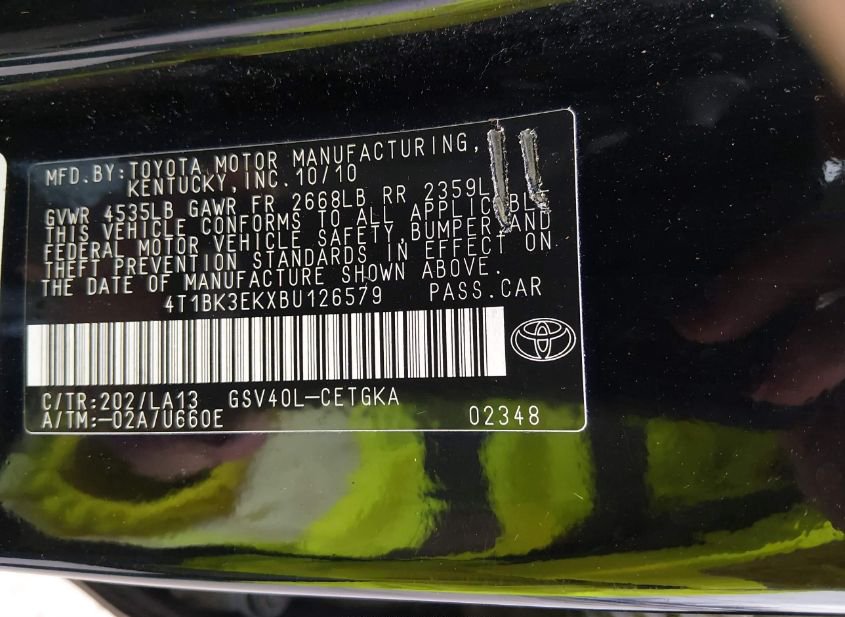 MFD.BY:TOYOTA MOTOR MANUFACTURING,
KENTUCKY, INC. 10/10
GVWR 4535LB GAWR FR 2668LB RR 2359L
THIS VEHICLE CONFORMS TO ALL APPLICABLE
FEDERAL MOTOR VEHICLE SAFETY, BUMPER, AND
THEFT PREVENTION STANDARDS IN EFFECT ON
THE DATE OF MANUFACTURE SHOWN ABOVE.
4T1BK3EKXBU126579 PASS.CAR
C/TR:202/LA13 GSV40L-CETGKA
A/TM:-02A/U660E 02348
11